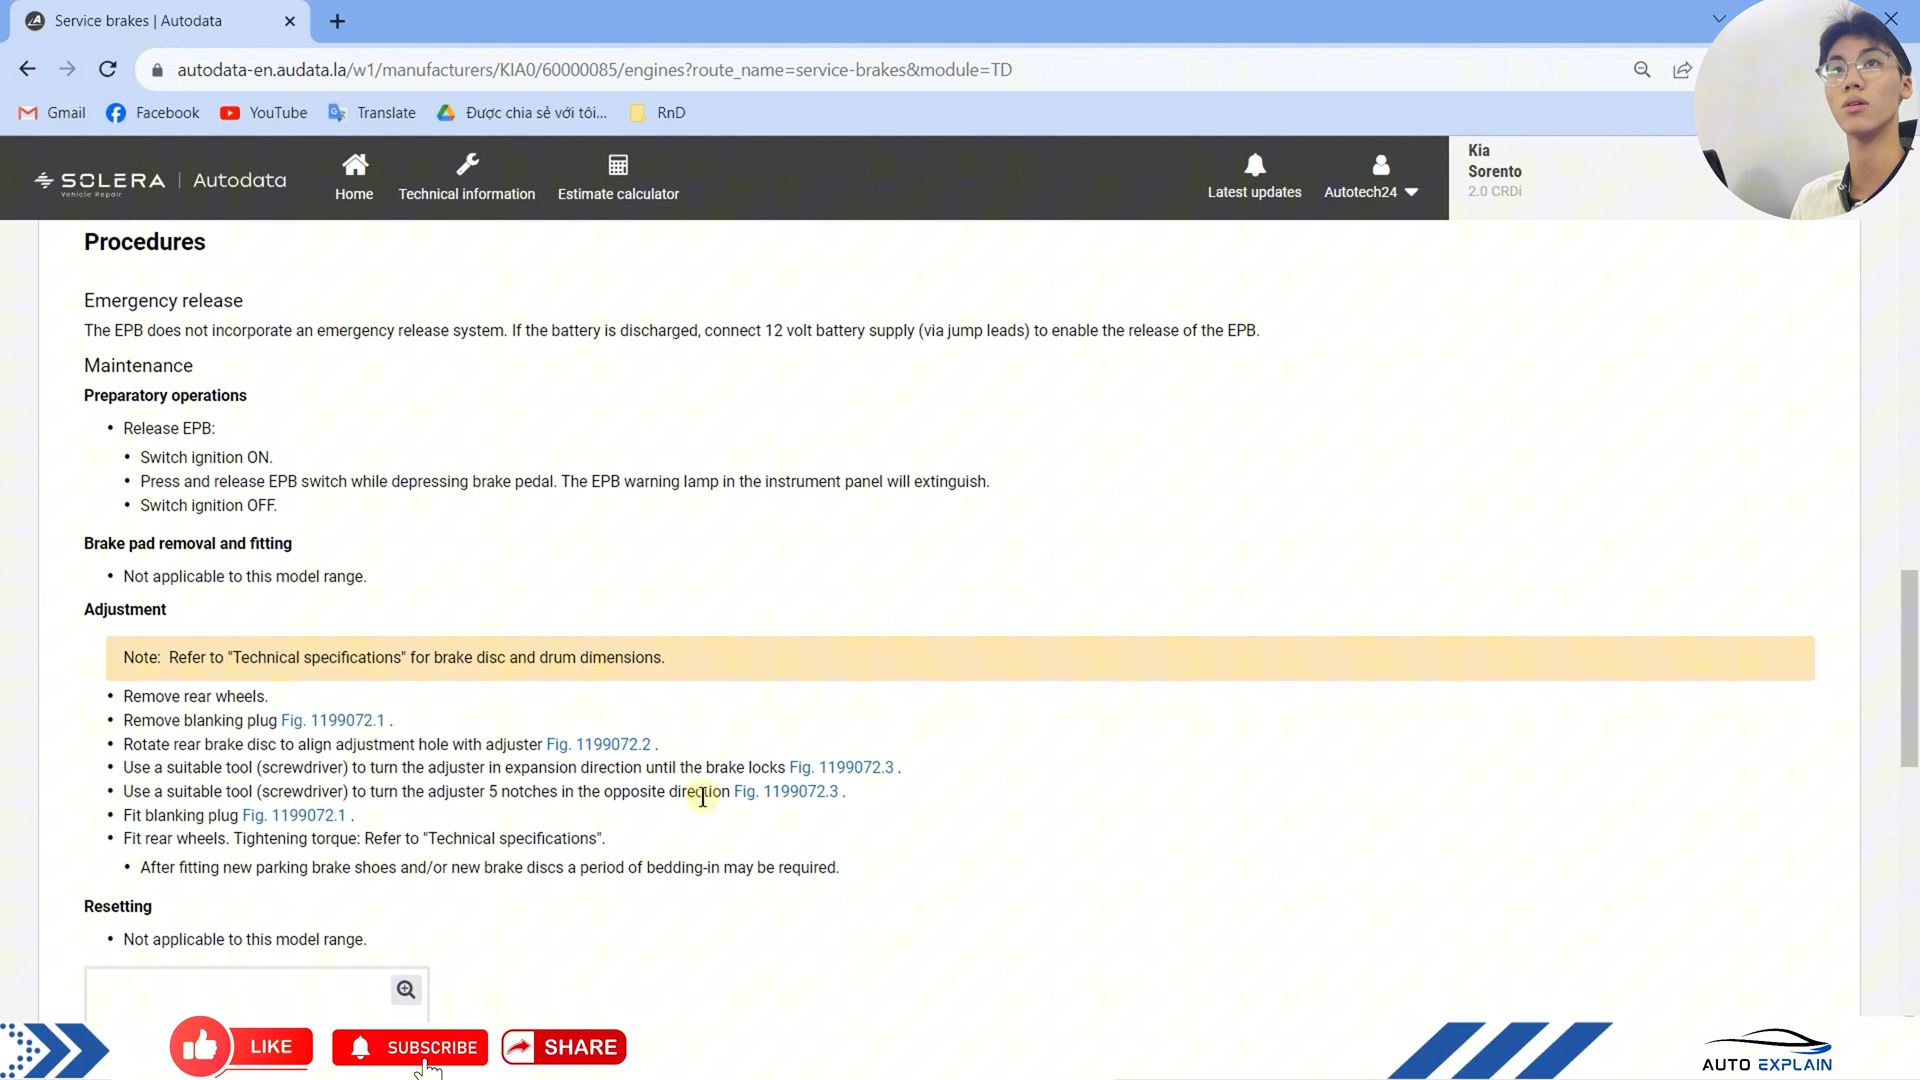 Service brakes | Autodata
autodata-en.audata.la/w1/manufacturers/KIA0/60000085/engines?route_name=service-brakes&module=TD
Gmail Facebook YouTube Translate Được chia sẻ với tôi... RnD
SOLERA Vehicle Repair | Autodata
Home Technical information Estimate calculator Latest updates Autotech24
Kia
Sorento
2.0 CRDi
Procedures
Emergency release
The EPB does not incorporate an emergency release system. If the battery is discharged, connect 12 volt battery supply (via jump leads) to enable the release of the EPB.
Maintenance
Preparatory operations
• Release EPB:
• Switch ignition ON.
• Press and release EPB switch while depressing brake pedal. The EPB warning lamp in the instrument panel will extinguish.
• Switch ignition OFF.
Brake pad removal and fitting
• Not applicable to this model range.
Adjustment
Note: Refer to "Technical specifications" for brake disc and drum dimensions.
• Remove rear wheels.
• Remove blanking plug Fig. 1199072.1 .
• Rotate rear brake disc to align adjustment hole with adjuster Fig. 1199072.2 .
• Use a suitable tool (screwdriver) to turn the adjuster in expansion direction until the brake locks Fig. 1199072.3 .
• Use a suitable tool (screwdriver) to turn the adjuster 5 notches in the opposite direction Fig. 1199072.3 .
• Fit blanking plug Fig. 1199072.1 .
• Fit rear wheels. Tightening torque: Refer to "Technical specifications".
• After fitting new parking brake shoes and/or new brake discs a period of bedding-in may be required.
Resetting
• Not applicable to this model range.
LIKE SUBSCRIBE SHARE
AUTO EXPLAIN